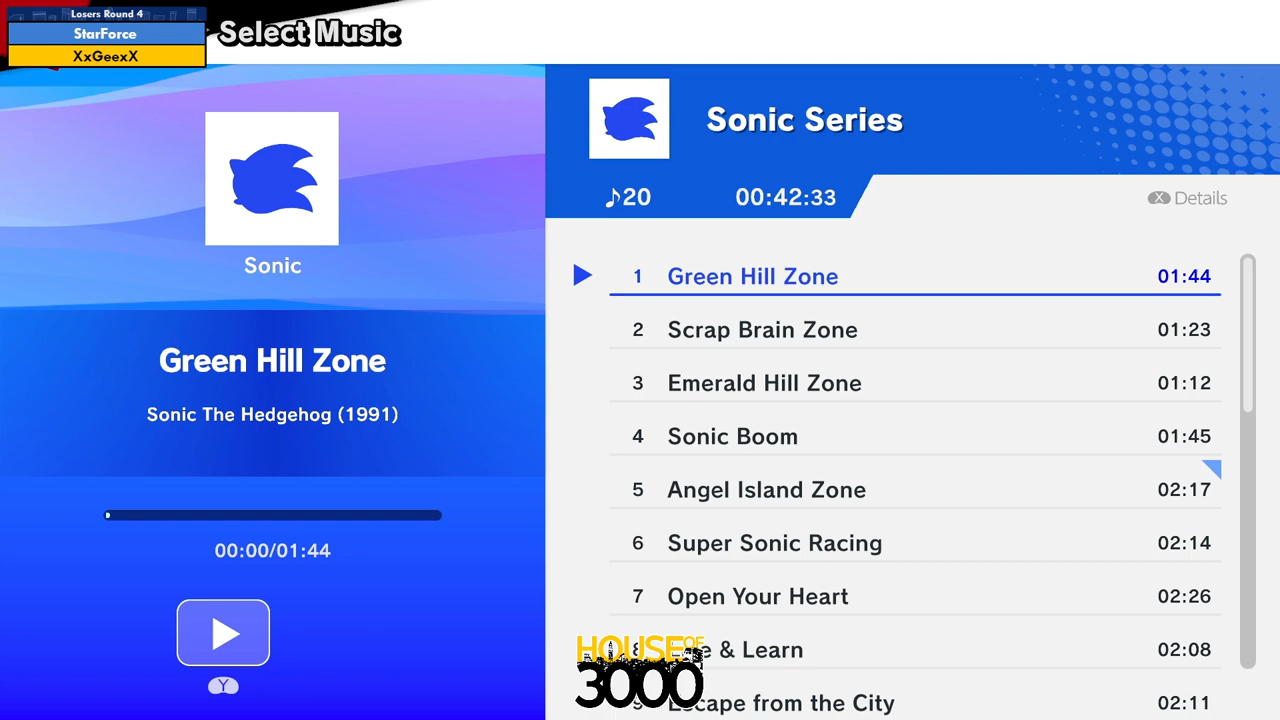 Losers Round 4
StarForce
XxGeexX
Select Music
Sonic
Green Hill Zone
Sonic The Hedgehog (1991)
00:00/01:44
Y
Sonic Series
♪20 00:42:33
X Details
1 Green Hill Zone 01:44
2 Scrap Brain Zone 01:23
3 Emerald Hill Zone 01:12
4 Sonic Boom 01:45
5 Angel Island Zone 02:17
6 Super Sonic Racing 02:14
7 Open Your Heart 02:26
8 & Learn 02:08
9 Escape from the City 02:11
HOUSE OF
3000